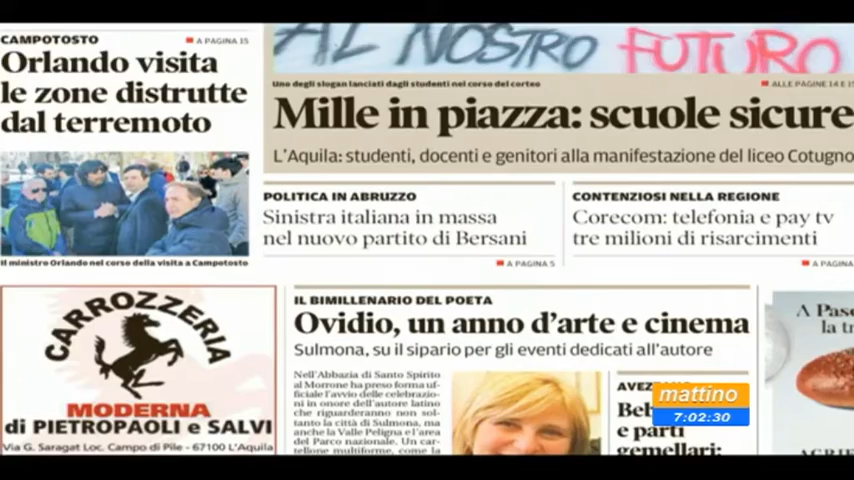 CAMPOTOSTO
A PAGINA 15
Orlando visita
le zone distrutte
dal terremoto
Il ministro Orlando nel corso della visita a Campotosto
AL NOSTRO FUTURO
Uno degli slogan lanciati dagli studenti nel corso del corteo
ALLE PAGINE 14 E
Mille in piazza: scuole sicure
L'Aquila: studenti, docenti e genitori alla manifestazione del liceo Cotugno
POLITICA IN ABRUZZO
Sinistra italiana in massa
nel nuovo partito di Bersani
A PAGINA 5
CONTENZIOSI NELLA REGIONE
Corecom: telefonia e pay tv
tre milioni di risarcimenti
A PAGINA
CARROZZERIA
MODERNA
di PIETROPAOLI e SALVI
Via G. Saragat Loc. Campo di Pile - 67100 L'Aquila
IL BIMILLENARIO DEL POETA
Ovidio, un anno d'arte e cinema
Sulmona, su il sipario per gli eventi dedicati all'autore
Nell'Abbazia di Santo Spirito
al Morrone ha preso forma uf-
ficiale l'avvio delle celebrazio-
ni in onore dell'autore latino
che riguarderanno non sol-
tanto la città di Sulmona, ma
anche la Valle Peligna e l'area
del Parco nazionale. Un car-
tellone multiforme, come la
e parti
gemellari:
mattino
7:02:30
A
la